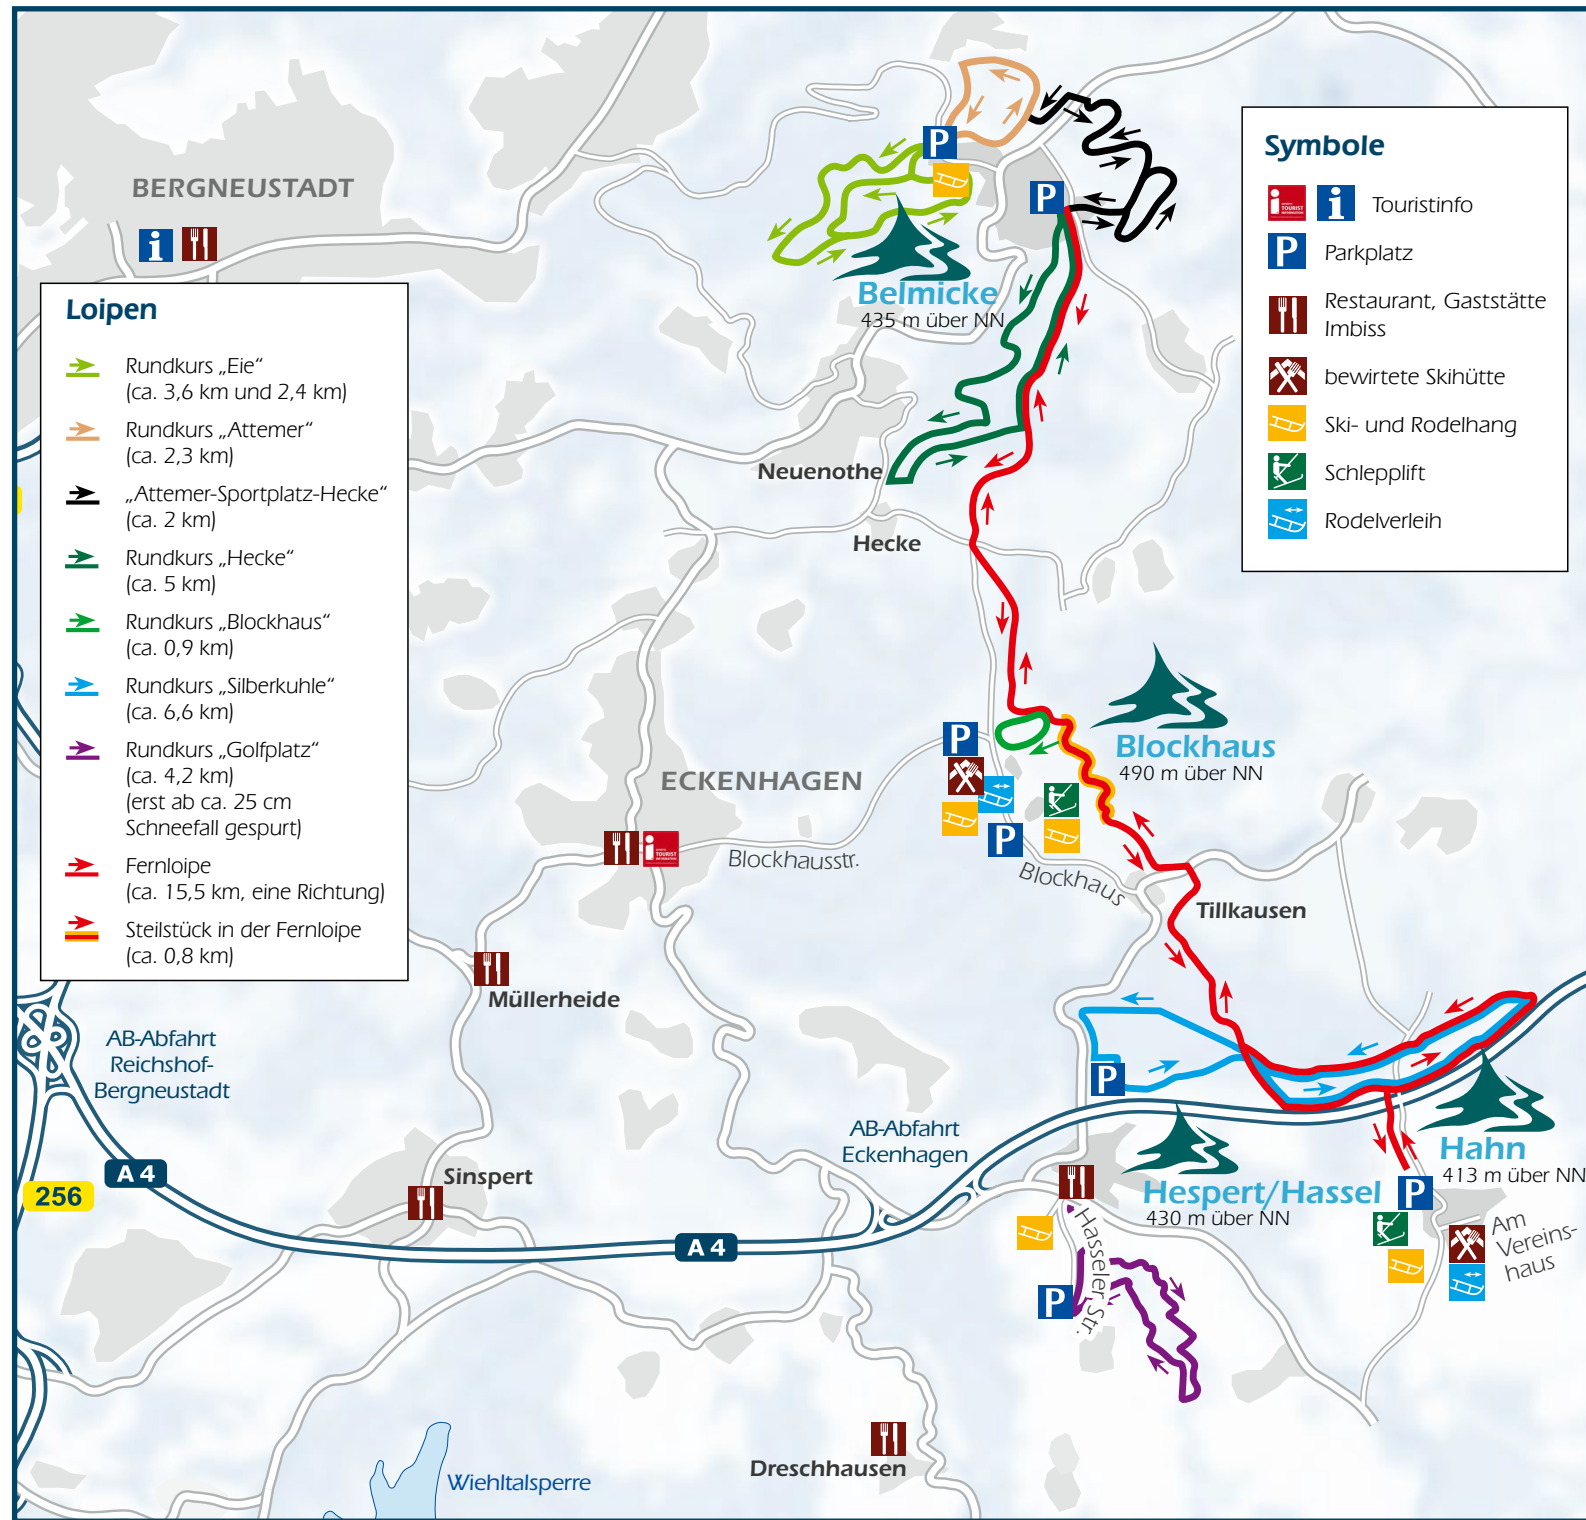 BERGNEUSTADT
Loipen
Rundkurs „Eie“
(ca. 3,6 km und 2,4 km)
Rundkurs „Attemer“
(ca. 2,3 km)
„Attemer-Sportplatz-Hecke“
(ca. 2 km)
Rundkurs „Hecke“
(ca. 5 km)
Rundkurs „Blockhaus“
(ca. 0,9 km)
Rundkurs „Silberkuhle“
(ca. 6,6 km)
Rundkurs „Golfplatz“
(ca. 4,2 km)
(erst ab ca. 25 cm
Schneefall gespurt)
Fernloipe
(ca. 15,5 km, eine Richtung)
Steilstück in der Fernloipe
(ca. 0,8 km)
Symbole
i
TOURIST
INFORMATION
i
Touristinfo
P
Parkplatz
Restaurant, Gaststätte
Imbiss
bewirtete Skihütte
Ski- und Rodelhang
Schlepplift
Rodelverleih
i
P
P
Belmicke
435 m über NN
Neuenothe
Hecke
Blockhaus
490 m über NN
P
ECKENHAGEN
i
TOURIST
INFORMATION
Blockhausstr.
P
Blockhaus
Tillkausen
Müllerheide
AB-Abfahrt
Reichshof-
Bergneustadt
P
AB-Abfahrt
Eckenhagen
Hahn
413 m über NN
A 4
256
Sinspert
Hespert/Hassel
430 m über NN
P
A 4
Hasseler Str.
P
Am
Vereins-
haus
Dreschhausen
Wiehltalsperre